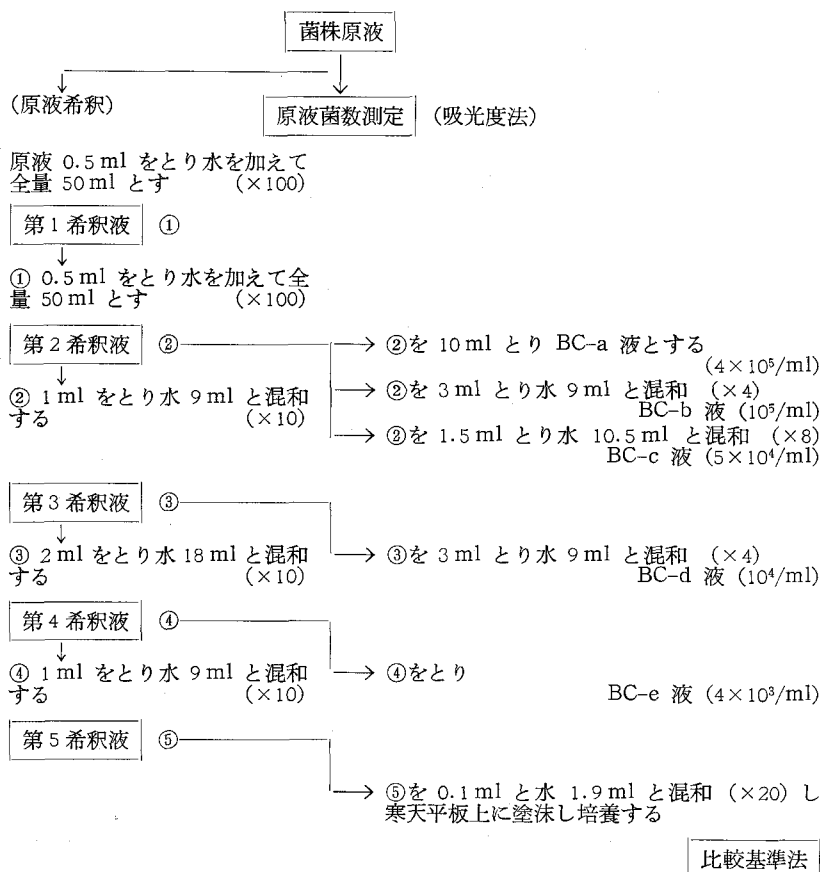 菌株原液
(原液希釈)
原液菌数測定 (吸光度法)
原液 0.5 ml をとり水を加えて
全量 50 ml とす (×100)
第1希釈液 ①
① 0.5 ml をとり水を加えて全
量 50 ml とす (×100)
第2希釈液 ②
→ ②を 10 ml とり BC-a 液とする
(4×10⁵/ml)
② 1 ml をとり水 9 ml と混和
する (×10)
→ ②を 3 ml とり水 9 ml と混和 (×4)
BC-b 液 (10⁵/ml)
→ ②を 1.5 ml とり水 10.5 ml と混和 (×8)
BC-c 液 (5×10⁴/ml)
第3希釈液 ③
③ 2 ml をとり水 18 ml と混和
する (×10)
→ ③を 3 ml とり水 9 ml と混和 (×4)
BC-d 液 (10⁴/ml)
第4希釈液 ④
④ 1 ml をとり水 9 ml と混和
する (×10)
→ ④をとり
BC-e 液 (4×10³/ml)
第5希釈液 ⑤
→ ⑤を 0.1 ml と水 1.9 ml と混和 (×20) し
寒天平板上に塗沫し培養する
比較基準法